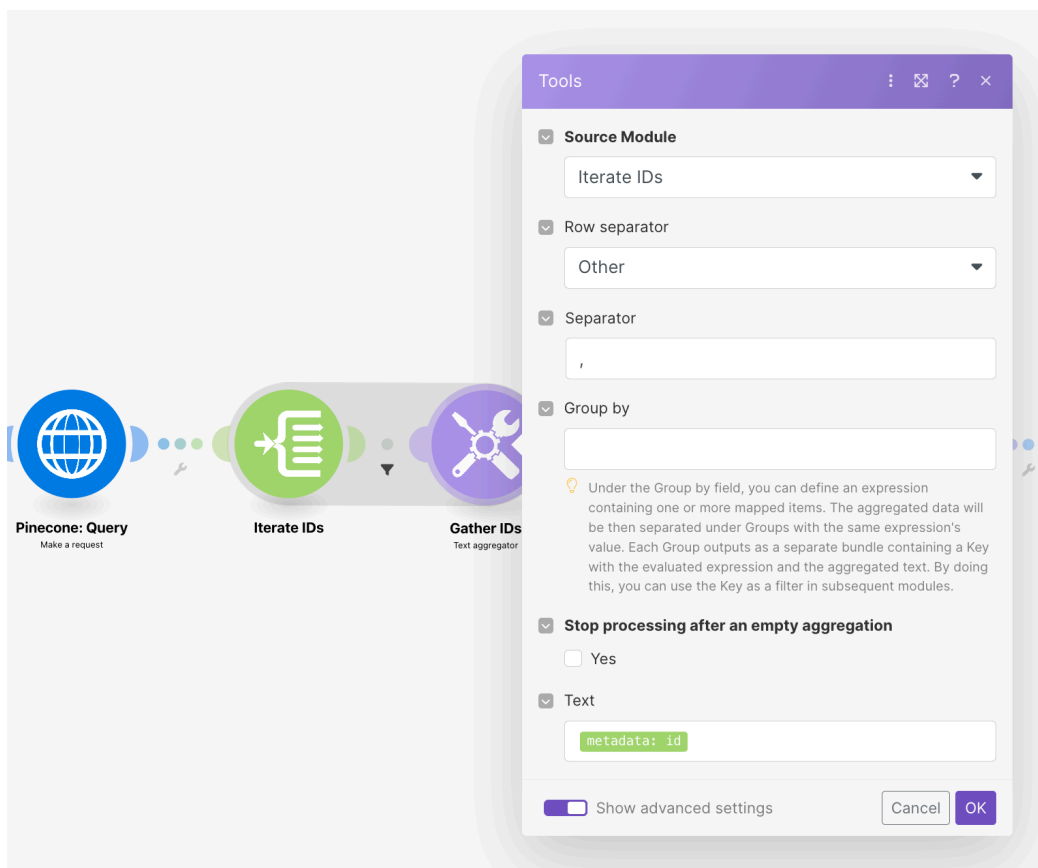 Tools
?
Source Module
Iterate IDs
Row separator
Other
Separator
,
Group by
Under the Group by field, you can define an expression
containing one or more mapped items. The aggregated data will
be then separated under Groups with the same expression's
value. Each Group outputs as a separate bundle containing a Key
with the evaluated expression and the aggregated text. By doing
this, you can use the Key as a filter in subsequent modules.
Stop processing after an empty aggregation
Yes
Text
metadata: id
Show advanced settings
Cancel
OK
Pinecone: Query
Make a request
Iterate IDs
Gather IDs
Text aggregator